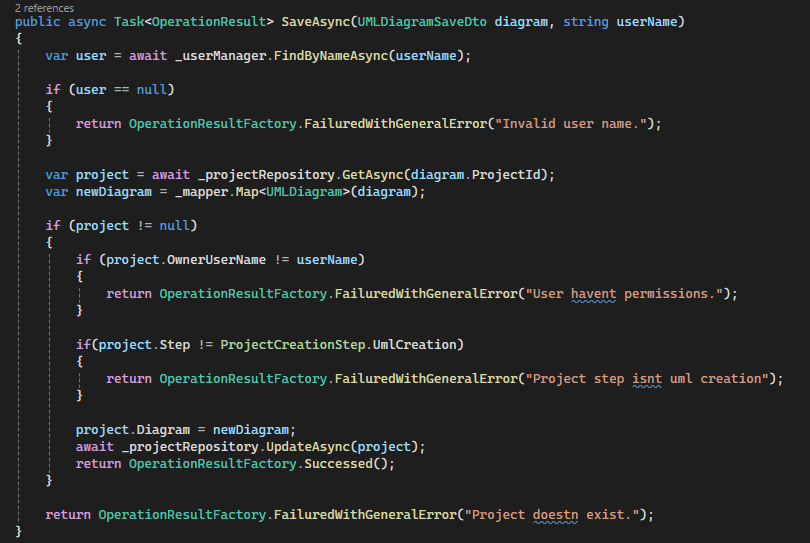 2 references
public async Task<OperationResult> SaveAsync(UMLDiagramSaveDto diagram, string userName)
{
    var user = await _userManager.FindByNameAsync(userName);

    if (user == null)
    {
        return OperationResultFactory.FailuredWithGeneralError("Invalid user name.");
    }

    var project = await _projectRepository.GetAsync(diagram.ProjectId);
    var newDiagram = _mapper.Map<UMLDiagram>(diagram);

    if (project != null)
    {
        if (project.OwnerUserName != userName)
        {
            return OperationResultFactory.FailuredWithGeneralError("User havent permissions.");
        }

        if(project.Step != ProjectCreationStep.UmlCreation)
        {
            return OperationResultFactory.FailuredWithGeneralError("Project step isnt uml creation");
        }

        project.Diagram = newDiagram;
        await _projectRepository.UpdateAsync(project);
        return OperationResultFactory.Successed();
    }

    return OperationResultFactory.FailuredWithGeneralError("Project doestn exist.");
}